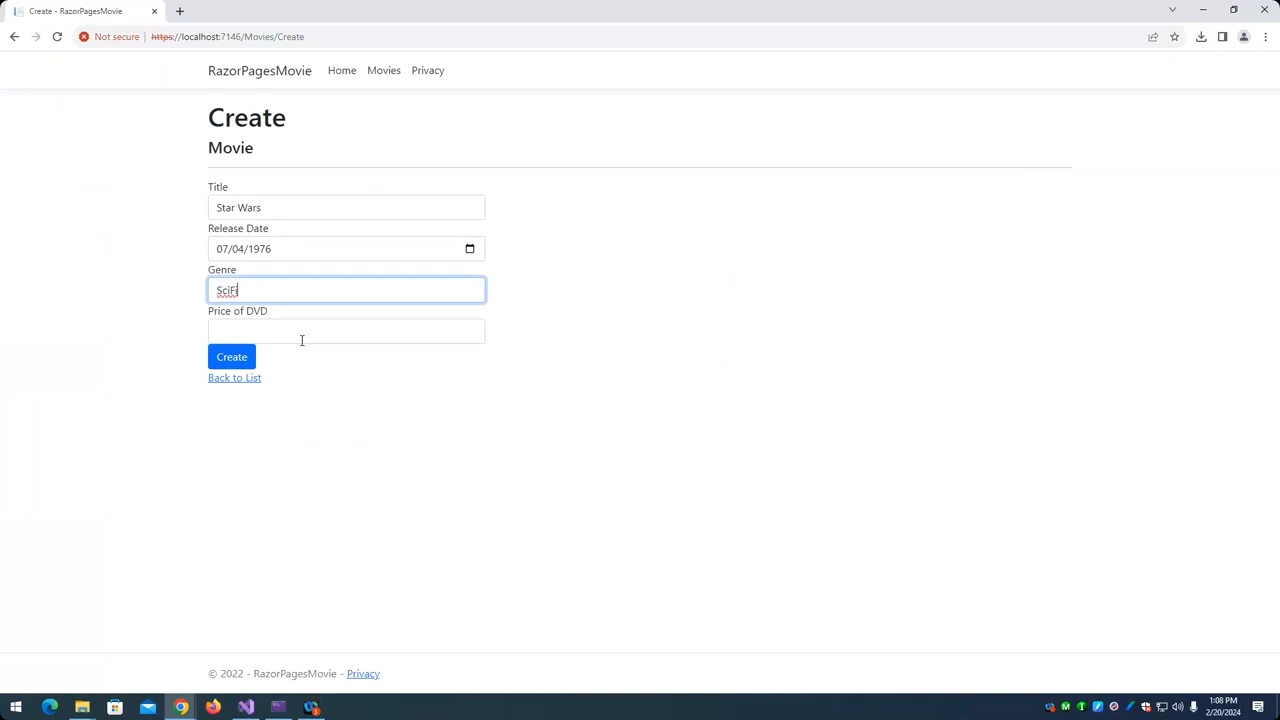 Create - RazorPagesMovie
Not secure | https://localhost:7146/Movies/Create
RazorPagesMovie Home Movies Privacy
Create
Movie
Title
Star Wars
Release Date
07/04/1976
Genre
SciFi
Price of DVD
Create
Back to List
© 2022 - RazorPagesMovie - Privacy
1:08 PM
2/20/2024